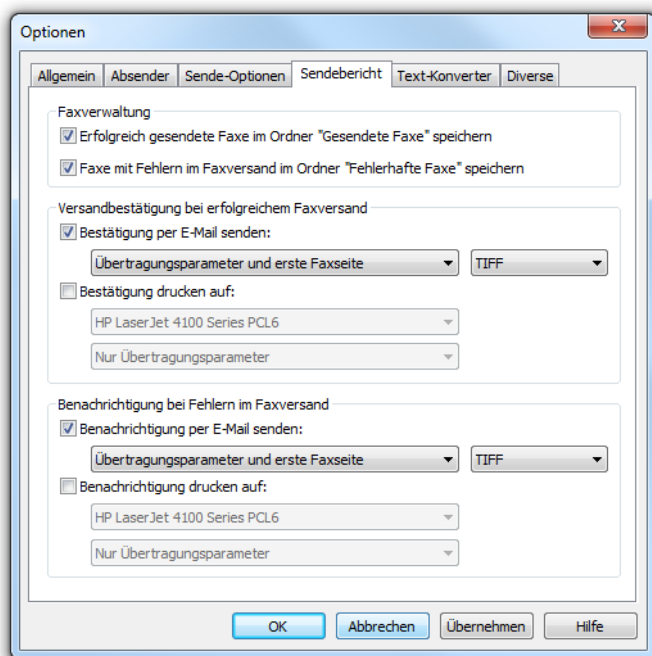 Optionen
Allgemein Absender Sende-Optionen Sendebericht Text-Konverter Diverse
Faxverwaltung
Erfolgreich gesendete Faxe im Ordner "Gesendete Faxe" speichern
Faxe mit Fehlern im Faxversand im Ordner "Fehlerhafte Faxe" speichern
Versandbestätigung bei erfolgreichem Faxversand
Bestätigung per E-Mail senden:
Übertragungsparameter und erste Faxseite TIFF
Bestätigung drucken auf:
HP LaserJet 4100 Series PCL6
Nur Übertragungsparameter
Benachrichtigung bei Fehlern im Faxversand
Benachrichtigung per E-Mail senden:
Übertragungsparameter und erste Faxseite TIFF
Benachrichtigung drucken auf:
HP LaserJet 4100 Series PCL6
Nur Übertragungsparameter
OK Abbrechen Übernehmen Hilfe